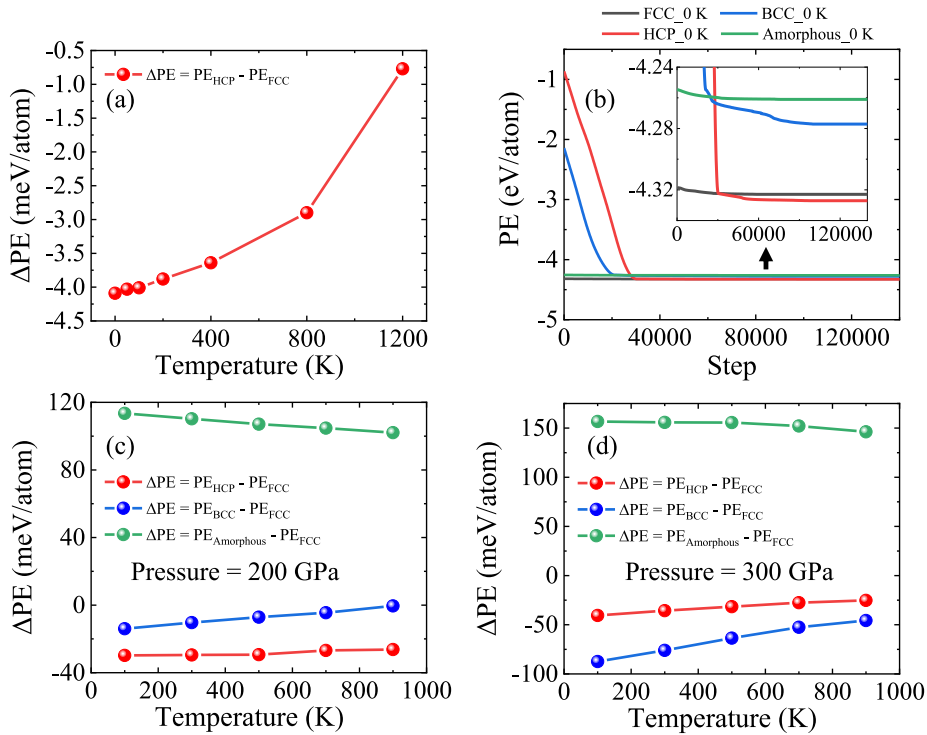 FCC_0 K
BCC_0 K
HCP_0 K
Amorphous_0 K
-0.5
-1.0
-1.5
-2.0
-2.5
-3.0
-3.5
-4.0
-4.5
ΔPE = PE_HCP - PE_FCC
(a)
ΔPE (meV/atom)
0
400
800
1200
Temperature (K)
-1
-2
-3
-4
-5
(b)
PE (eV/atom)
-4.24
-4.28
-4.32
0
60000
120000
0
40000
80000
120000
Step
120
80
40
0
-40
(c)
ΔPE = PE_HCP - PE_FCC
ΔPE = PE_BCC - PE_FCC
ΔPE = PE_Amorphous - PE_FCC
Pressure = 200 GPa
ΔPE (meV/atom)
0
200
400
600
800
1000
Temperature (K)
150
100
50
0
-50
-100
(d)
ΔPE = PE_HCP - PE_FCC
ΔPE = PE_BCC - PE_FCC
ΔPE = PE_Amorphous - PE_FCC
Pressure = 300 GPa
ΔPE (meV/atom)
0
200
400
600
800
1000
Temperature (K)